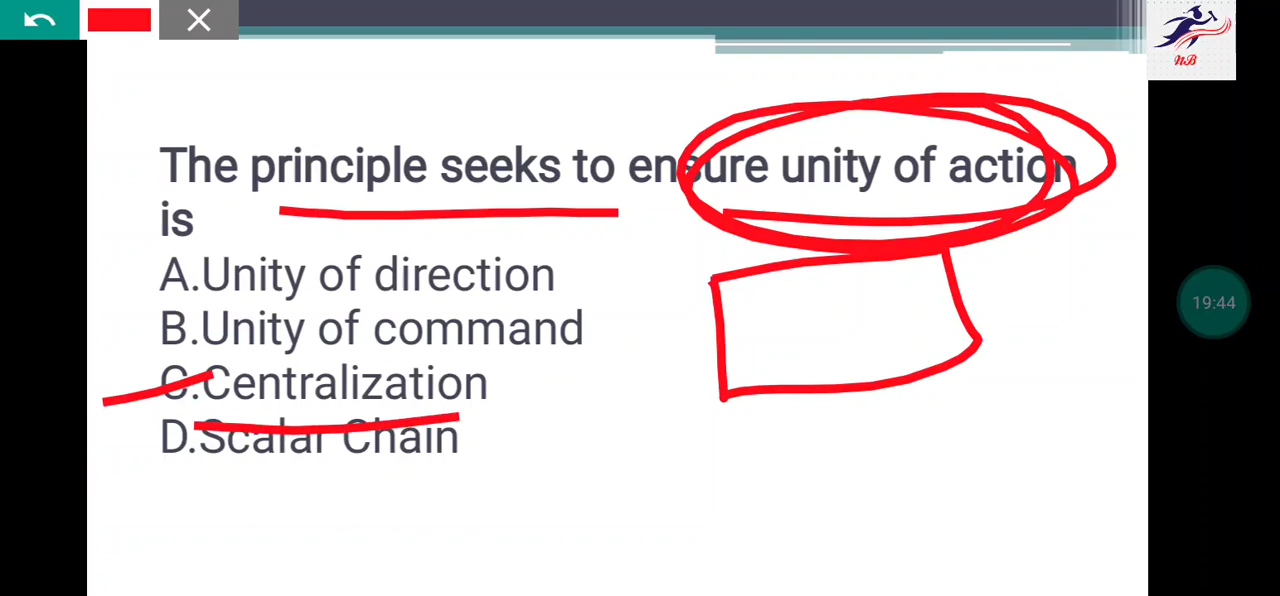 The principle seeks to ensure unity of action
is
A.Unity of direction
B.Unity of command
C.Centralization
D.Scalar Chain
19:44
NB